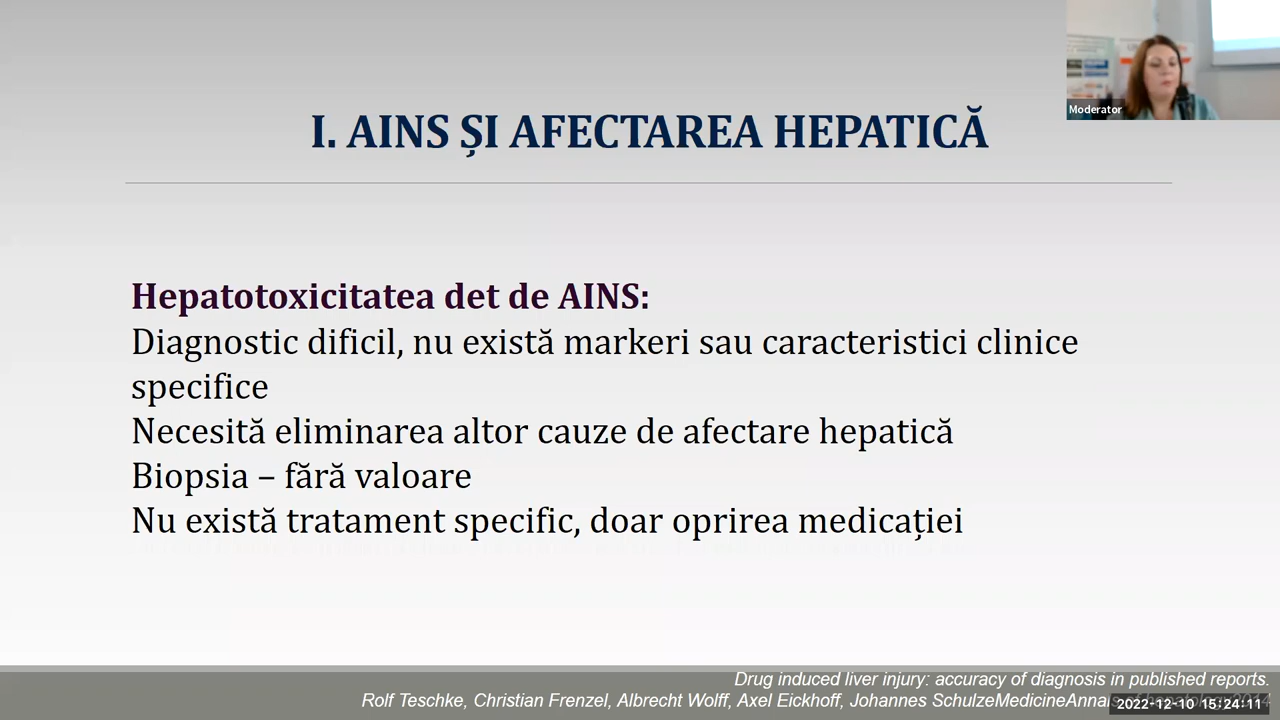 Moderator
I. AINS ȘI AFECTAREA HEPATICĂ
Hepatotoxicitatea det de AINS:
Diagnostic dificil, nu există markeri sau caracteristici clinice
specifice
Necesită eliminarea altor cauze de afectare hepatică
Biopsia – fără valoare
Nu există tratament specific, doar oprirea medicației
Drug induced liver injury: accuracy of diagnosis in published reports.
Rolf Teschke, Christian Frenzel, Albrecht Wolff, Axel Eickhoff, Johannes Schulze
2022-12-10 15:24:11